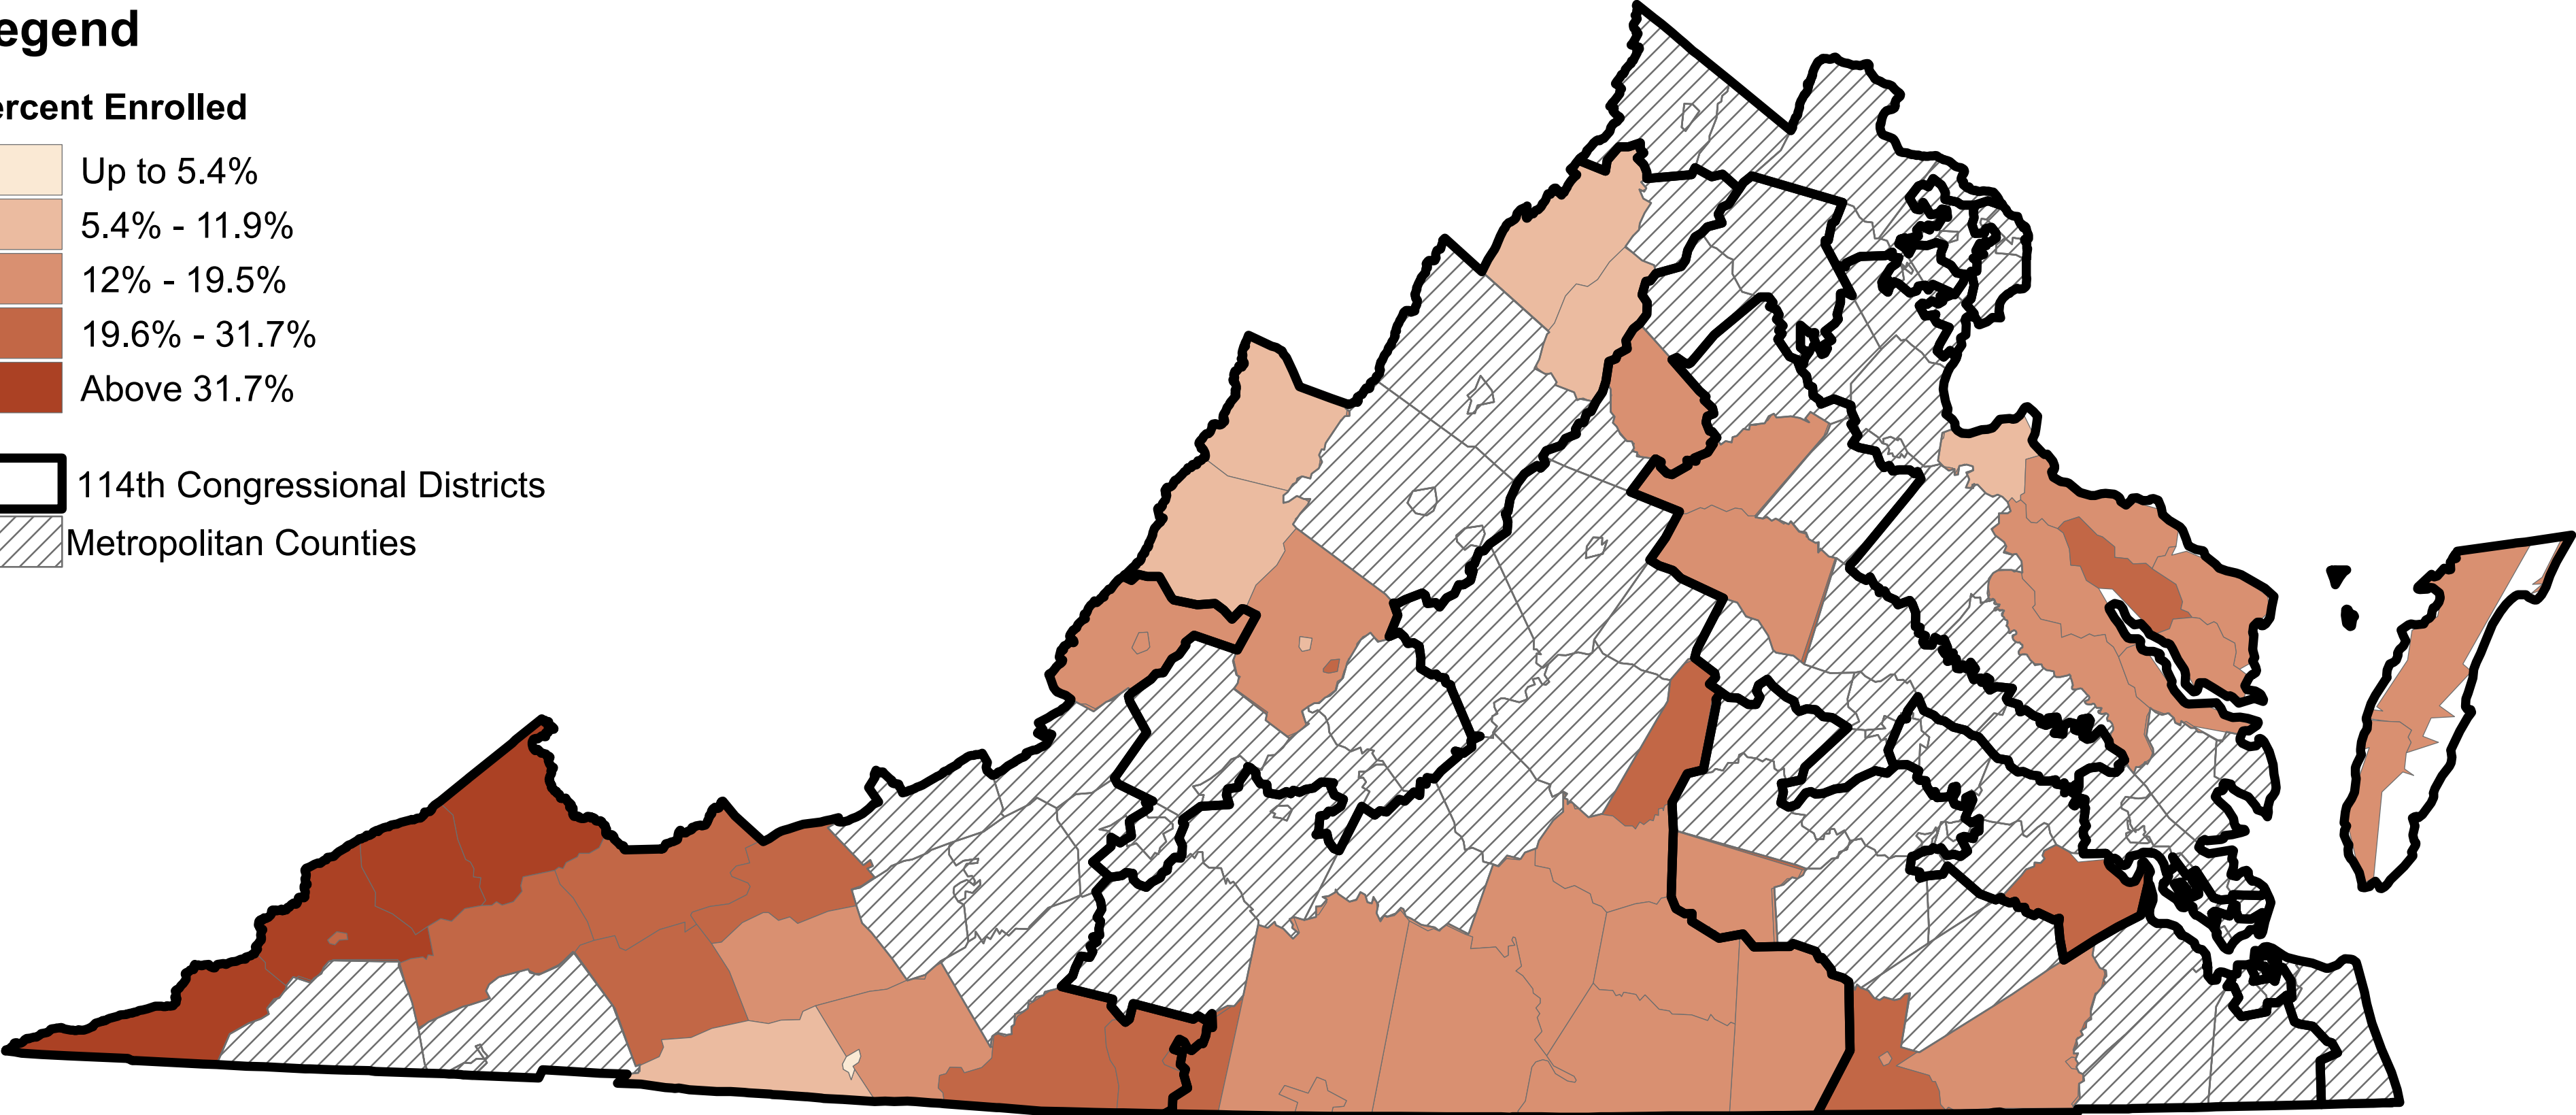 egend
ercent Enrolled
Up to 5.4%
5.4% - 11.9%
12% - 19.5%
19.6% - 31.7%
Above 31.7%
114th Congressional Districts
Metropolitan Counties